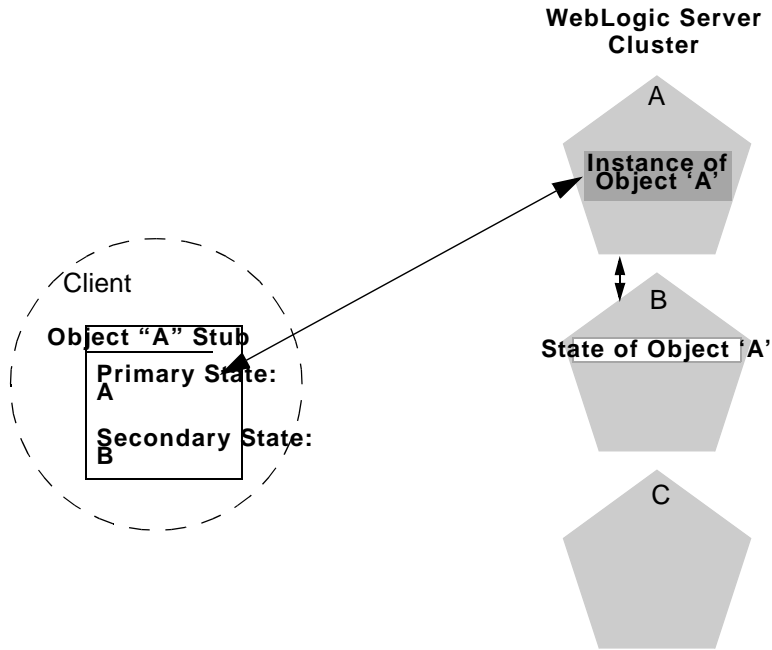 WebLogic Server
Cluster
A
Instance of
Object ‘A’
Client
B
Object “A” Stub
State of Object ‘A’
Primary State:
A
Secondary State:
B
C